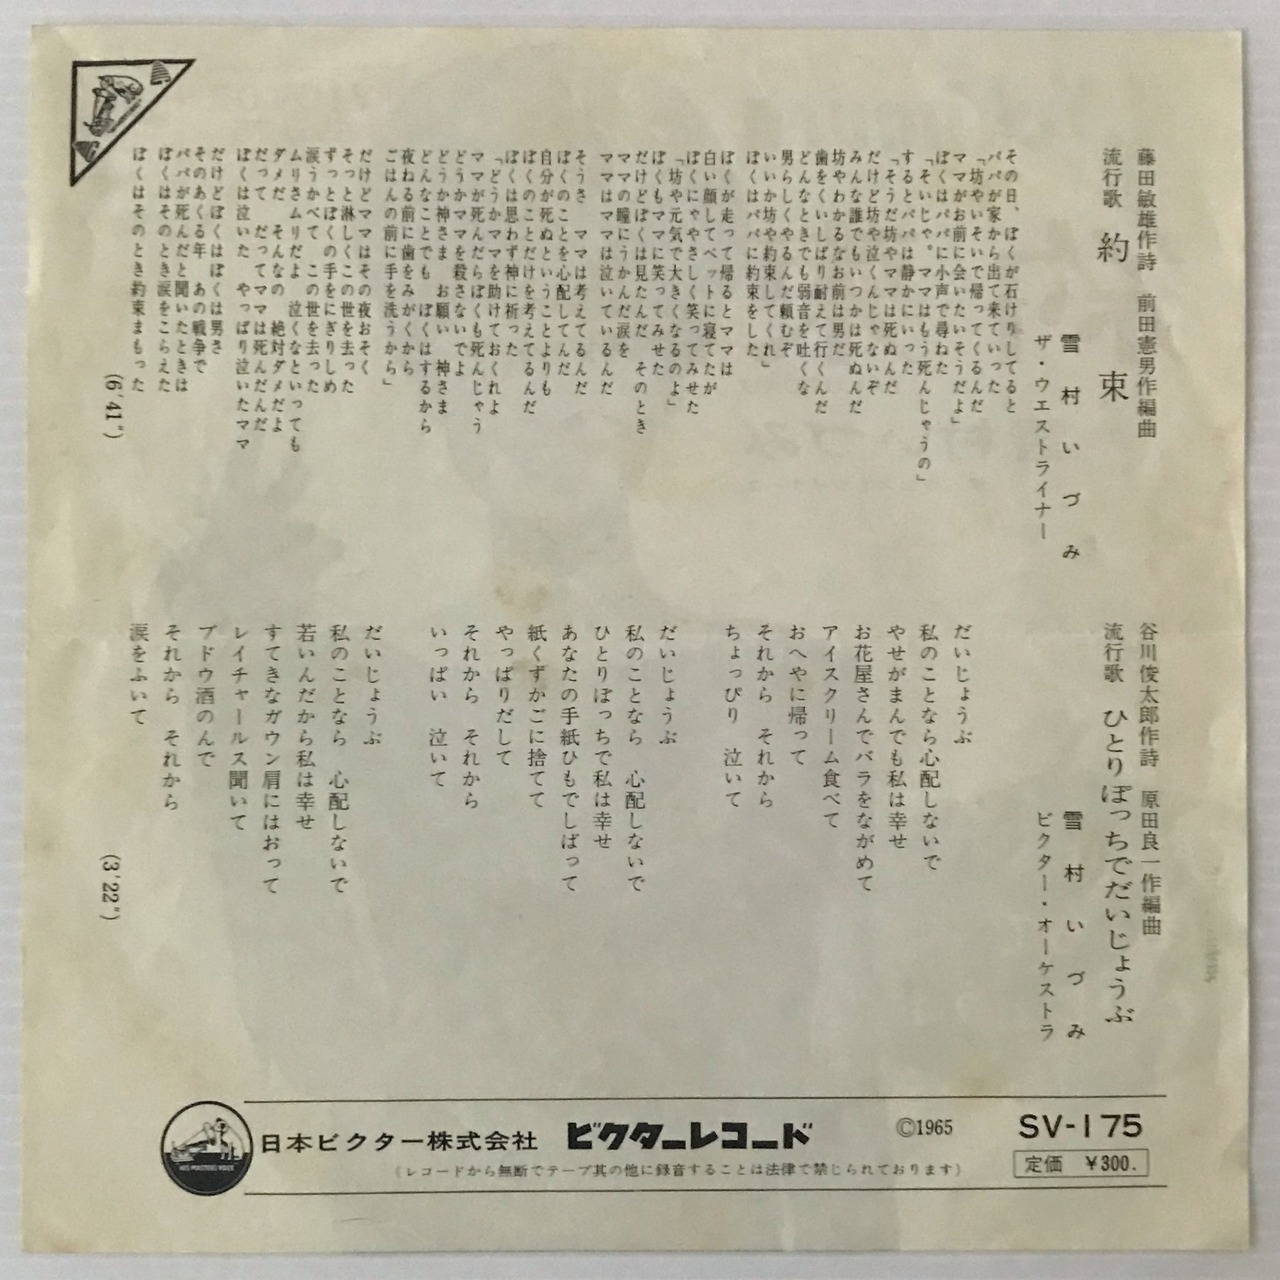 藤田敏雄作詩　前田憲男作編曲
流行歌　約束
雪村いづみ
ザ・ウエストライナー
その日、ぼくが石けりしてると
パパが家から出て来ていった
「坊やいそいで帰ってくるんだ
ママがお前に会いたいそうだよ」
ぼくはパパに小声で尋ねた
「そいじゃ。ママはもう死んじゃうの」
するとパパは静かにいった
「そうだ坊やママは死ぬんだ
だけど坊や泣くんじゃないぞ
みんな誰でもいつかは死ぬんだ
坊やわかるなお前は男だ
歯をくいしばり耐えて行くんだ
どんなときでも弱音を吐くな
男らしくやるんだ頼むぞ
いいか坊や約束してくれ」
ぼくはパパに約束をした
ぼくが走って帰るとママは
白い顔してベットに寝てたが
ぼくにゃやさしく笑ってみせた
「坊や元気で大きくなるのよ」
ぼくもママに笑ってみせた
だけどぼくは見たんだ　そのとき
ママの瞳にうかんだ涙を
ママはママは泣いているんだ
そうさ　ママは考えてるんだ
ぼくのことを心配してんだ
自分が死ぬということよりも
ぼくのことだけを考えてるんだ
ぼくは思わず神に祈った
「どうかママを助けておくれよ
ママが死んだらぼくも死んじゃう
どうかママを殺さないでよ
どうか神さま　お願い　神さま
どんなことでも　ぼくはするから
夜ねる前に歯をみがくから
ごはんの前に手を洗うから」
だけどママはその夜おそく
そっと淋しくこの世を去った
ずっとぼくの手をにぎりしめ
涙うかべて　この世を去った
ムリさムリだよ　泣くなといっても
ダメだ　そんなの　絶対ダメだよ
だって　だってママは死んだんだ
ぼくは泣いた　やっぱり泣いたママ
だけどぼくはぼくは男さ
そのあくる年　あの戦争で
パパが死んだと聞いたときは
ぼくはそのとき涙をこらえた
ぼくはそのとき約束まもった
(6′41″)
谷川俊太郎作詩　原田良一作編曲
流行歌　ひとりぼっちでだいじょうぶ
雪村いづみ
ビクター・オーケストラ
だいじょうぶ
私のことなら心配しないで
やせがまんでも私は幸せ
お花屋さんでバラをながめて
アイスクリーム食べて
おへやに帰って
それから　それから
ちょっぴり　泣いて
だいじょうぶ
私のことなら　心配しないで
ひとりぼっちで私は幸せ
あなたの手紙ひもでしばって
紙くずかごに捨てて
やっぱりだして
それから　それから
いっぱい　泣いて
だいじょうぶ
私のことなら　心配しないで
若いんだから私は幸せ
すてきなガウン肩にはおって
レイチャールス聞いて
ブドウ酒のんで
それから　それから
涙をふいて
(3′22″)
HIS MASTER'S VOICE
日本ビクター株式会社　ビクターレコード　©1965　SV-175
(レコードから無断でテープ其の他に録音することは法律で禁じられております)
定価　¥300.